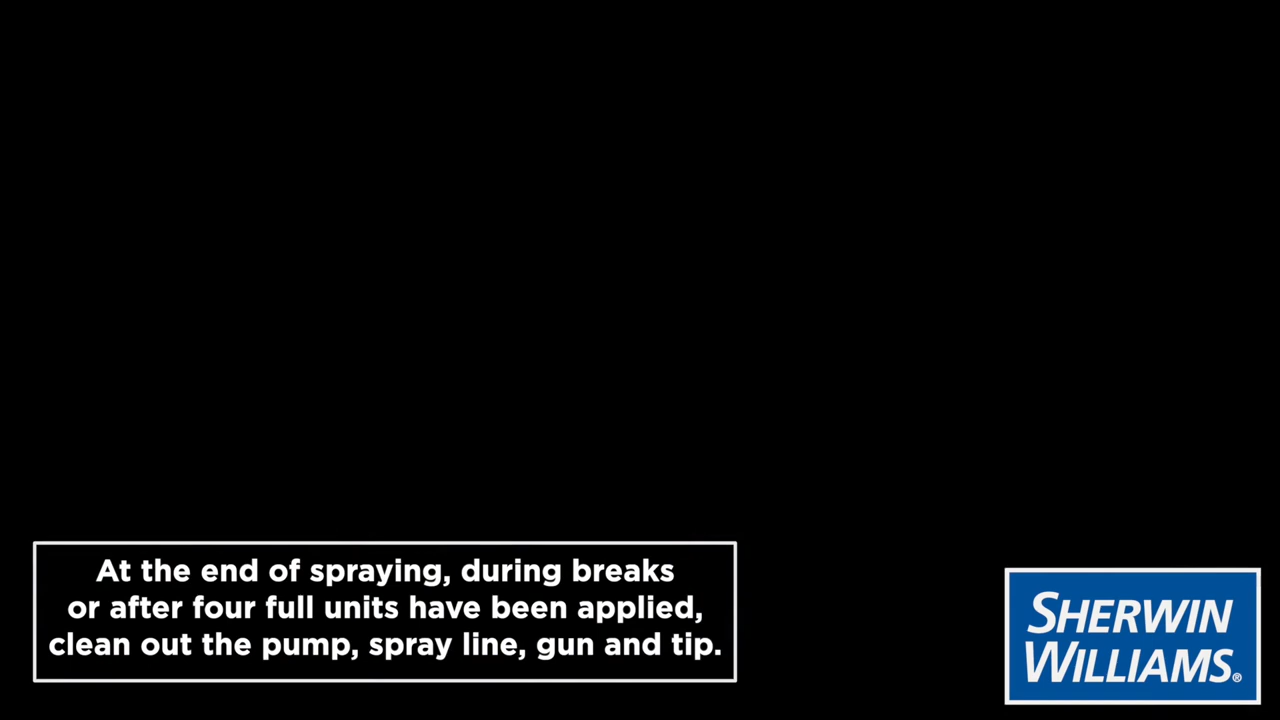 At the end of spraying, during breaks
or after four full units have been applied,
clean out the pump, spray line, gun and tip.
SHERWIN
WILLIAMS®